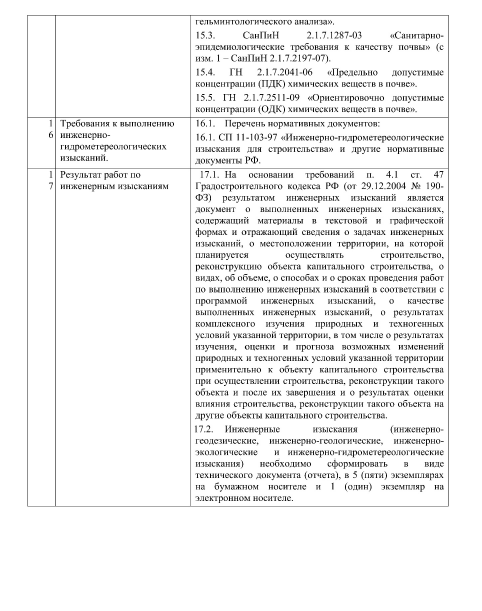 гельминтологического анализа».
15.3. СанПиН 2.1.7.1287-03 «Санитарно-
эпидемиологические требования к качеству почвы» (с
изм. 1 – СанПиН 2.1.7.2197-07).
15.4. ГН 2.1.7.2041-06 «Предельно допустимые
концентрации (ПДК) химических веществ в почве».
15.5. ГН 2.1.7.2511-09 «Ориентировочно допустимые
концентрации (ОДК) химических веществ в почве».
1
6
Требования к выполнению
инженерно-
гидрометеорологических
изысканий.
16.1. Перечень нормативных документов:
16.1. СП 11-103-97 «Инженерно-гидрометереологические
изыскания для строительства» и другие нормативные
документы РФ.
1
7
Результат работ по
инженерным изысканиям
17.1. На основании требований п. 4.1 ст. 47
Градостроительного кодекса РФ (от 29.12.2004 № 190-
ФЗ) результатом инженерных изысканий является
документ о выполненных инженерных изысканиях,
содержащий материалы в текстовой и графической
формах и отражающий сведения о задачах инженерных
изысканий, о местоположении территории, на которой
планируется осуществлять строительство,
реконструкцию объекта капитального строительства, о
видах, об объеме, о способах и о сроках проведения работ
по выполнению инженерных изысканий в соответствии с
программой инженерных изысканий, о качестве
выполненных инженерных изысканий, о результатах
комплексного изучения природных и техногенных
условий указанной территории, в том числе о результатах
изучения, оценки и прогноза возможных изменений
природных и техногенных условий указанной территории
применительно к объекту капитального строительства
при осуществлении строительства, реконструкции такого
объекта и после их завершения и о результатах оценки
влияния строительства, реконструкции такого объекта на
другие объекты капитального строительства.
17.2. Инженерные изыскания (инженерно-
геодезические, инженерно-геологические, инженерно-
экологические и инженерно-гидрометереологические
изыскания) необходимо сформировать в виде
технического документа (отчета), в 5 (пяти) экземплярах
на бумажном носителе и 1 (один) экземпляр на
электронном носителе.